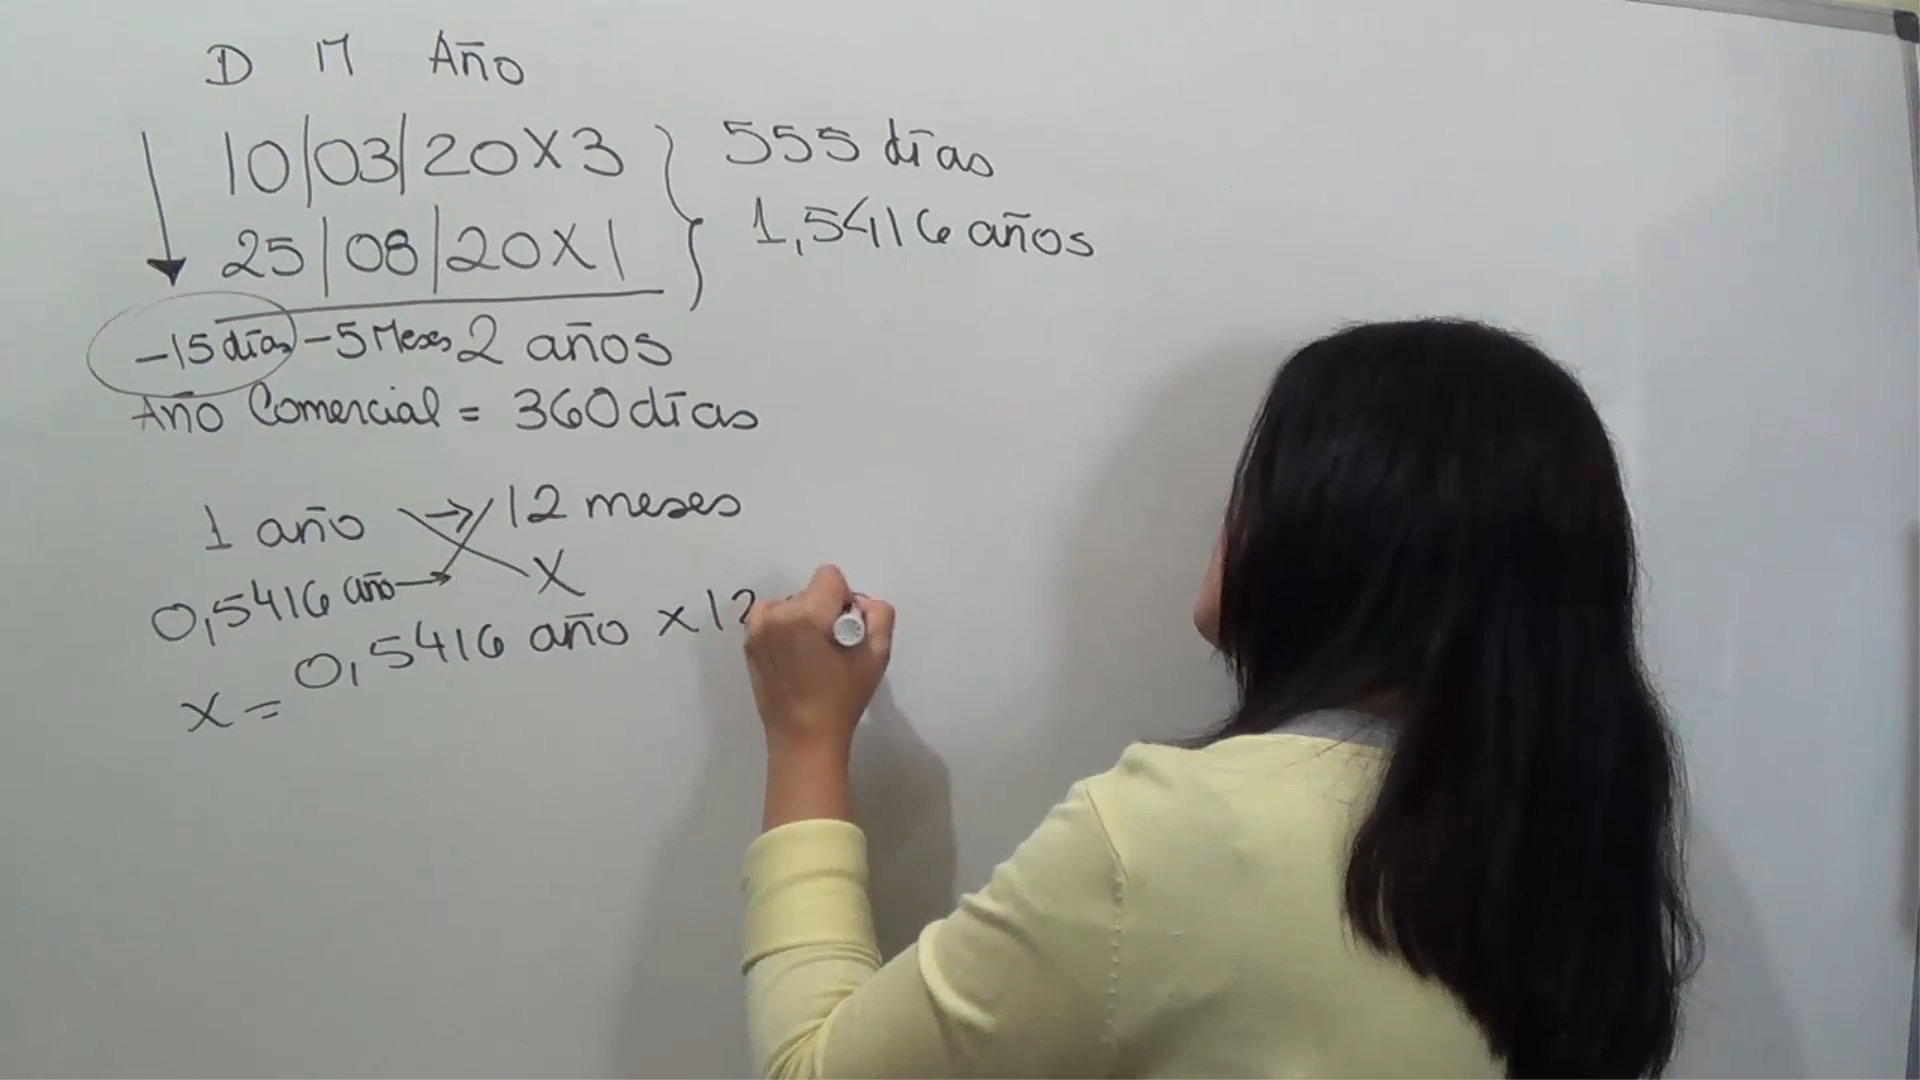 D M Año
10/03/20X3
25/08/20X1
555 días
1,5416 años
-15 días -5 Meses 2 años
Año Comercial = 360 días
1 año → 12 meses
0,5416 año → X
X = 0,5416 año x 12